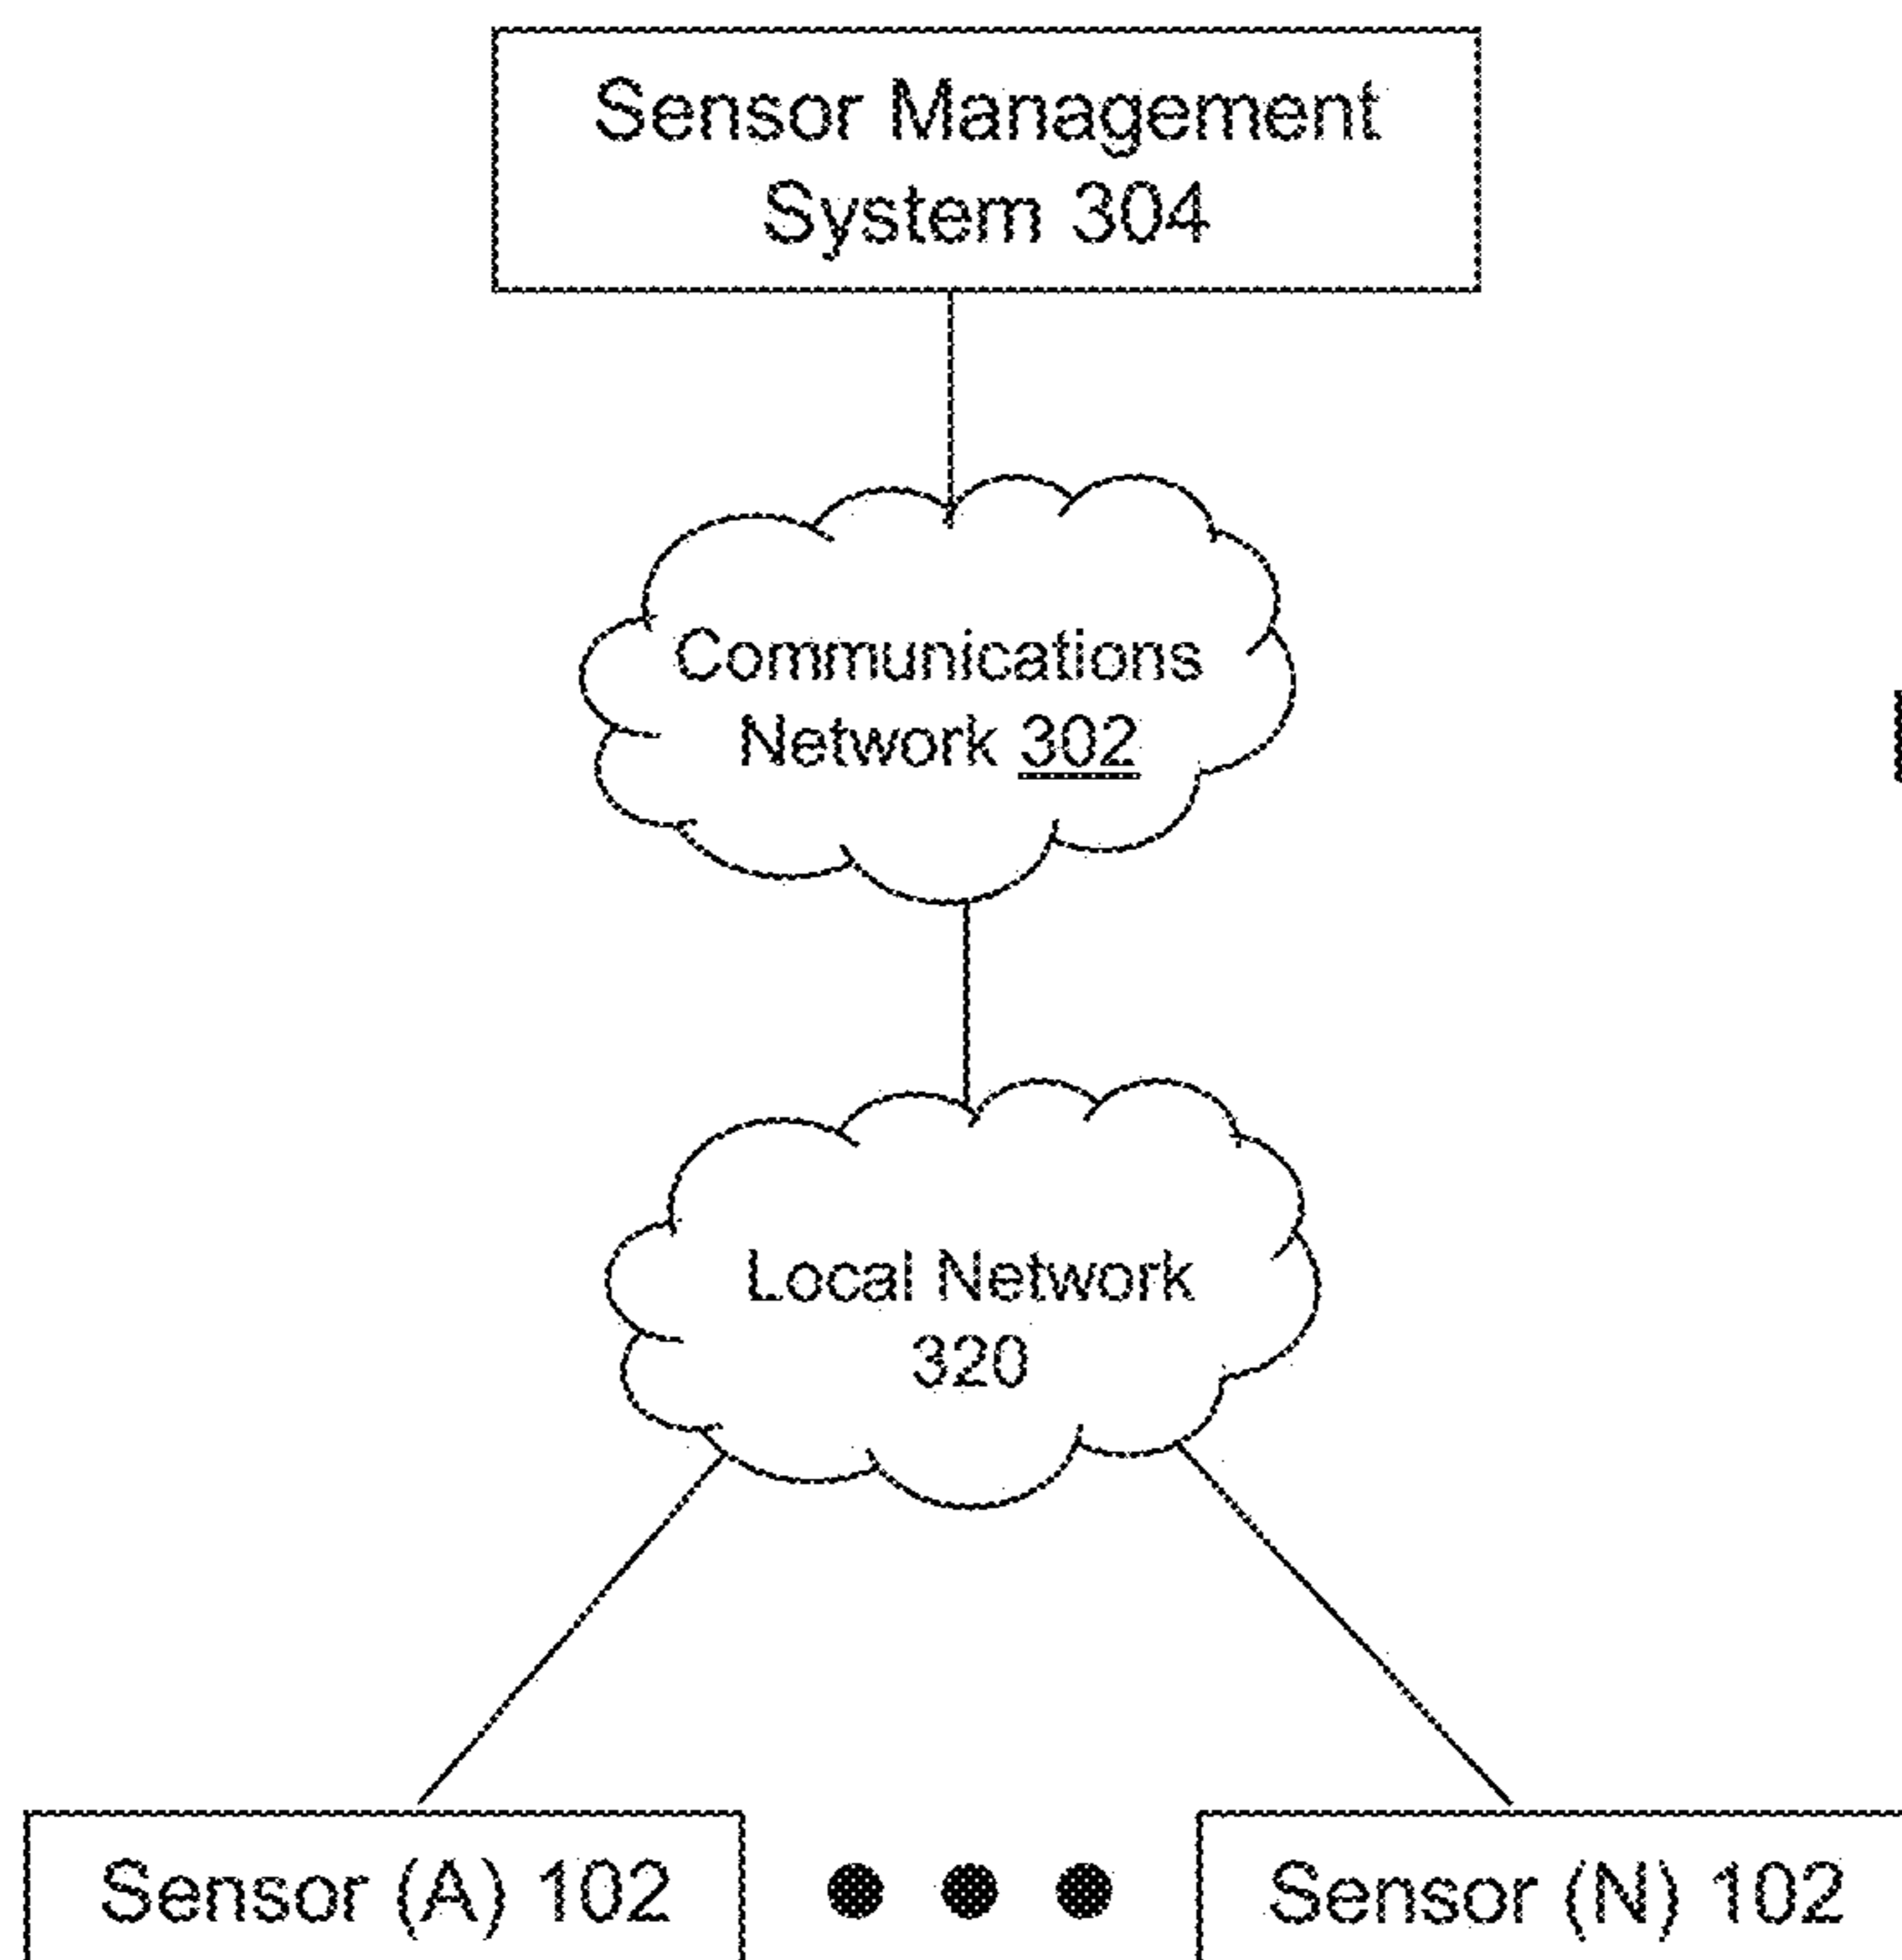 Sensor Management
System 304
Communications
Network 302
Local Network
320
Sensor (A) 102
Sensor (N) 102